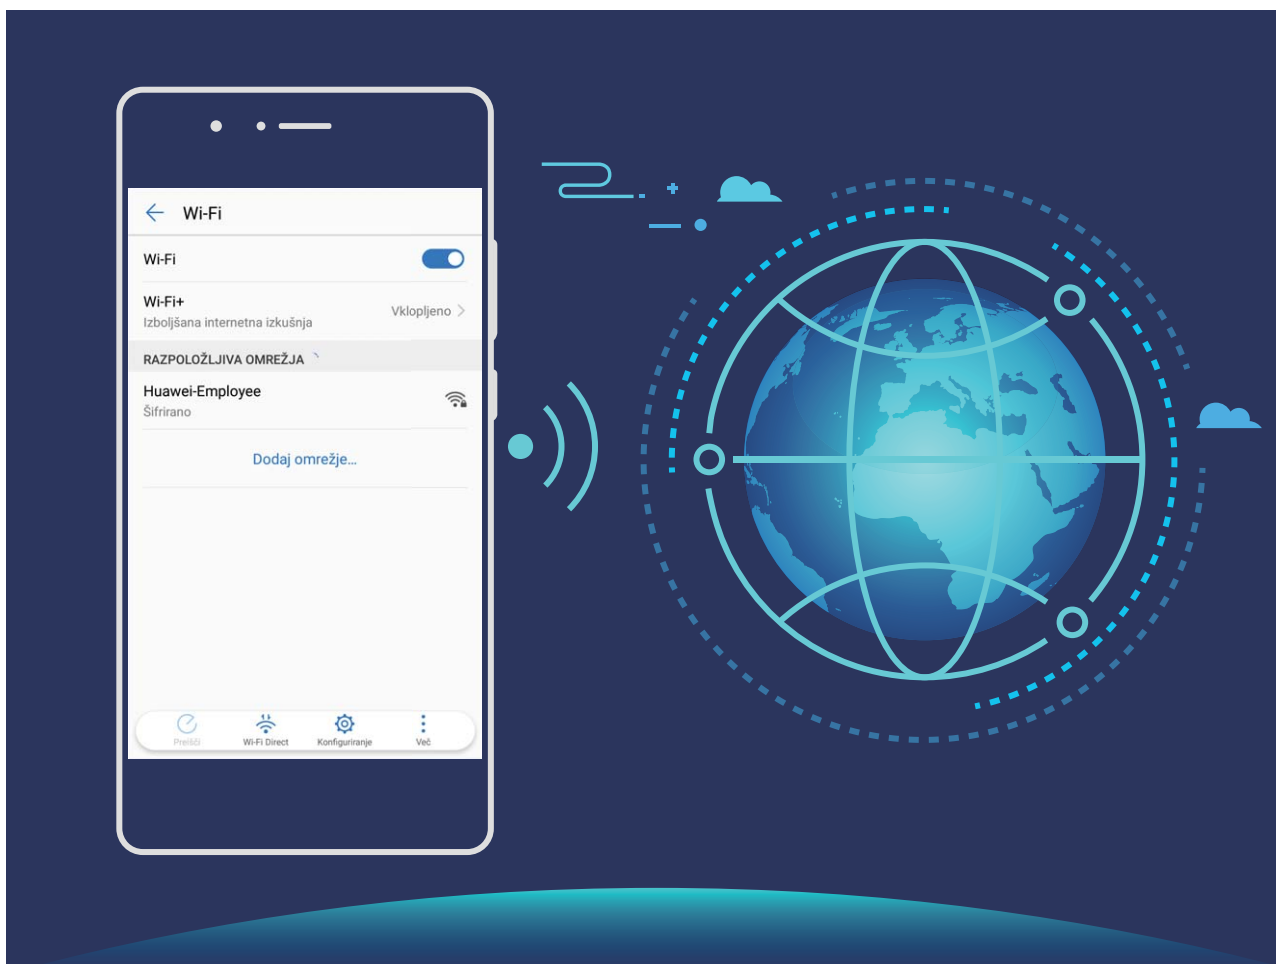 Wi-Fi
Wi-Fi
Wi-Fi+
Izboljšana internetna izkušnja
Vklopljeno
RAZPOLOŽLJIVA OMREŽJA
Huawei-Employee
Šifrirano
Dodaj omrežje...
Preišči
Wi-Fi Direct
Konfiguriranje
Več